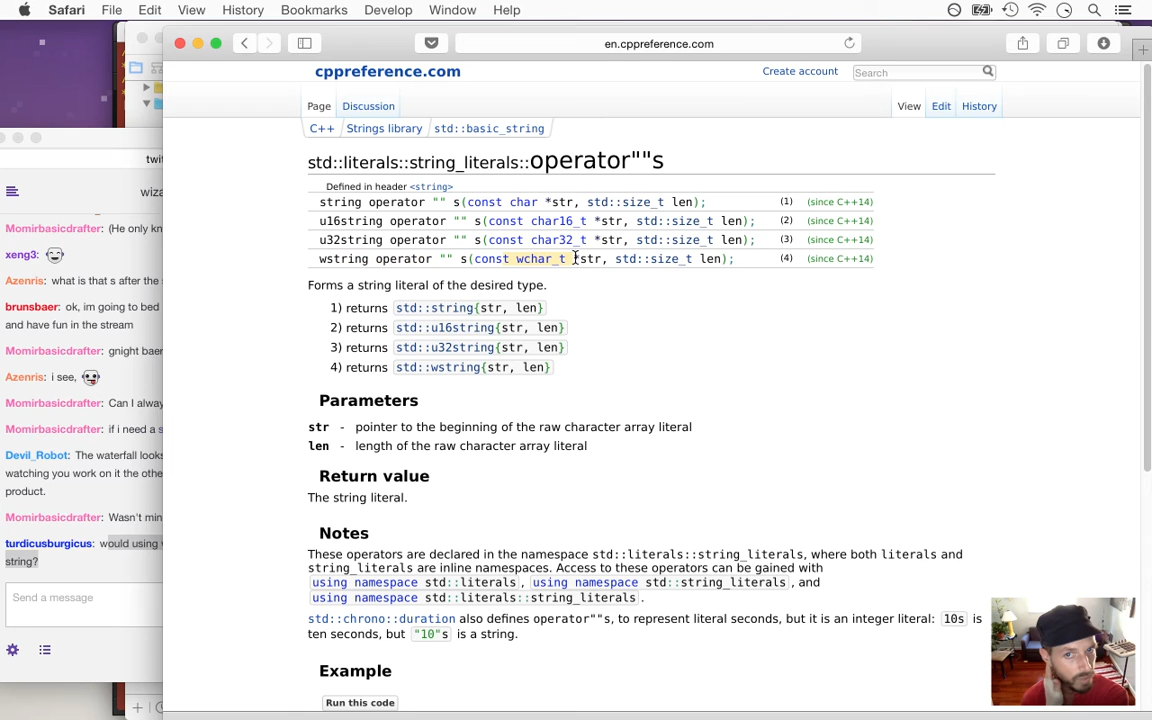 Safari File Edit View History Bookmarks Develop Window Help
en.cppreference.com
cppreference.com
Create account
Search
Page Discussion
View Edit History
C++ Strings library std::basic_string
std::literals::string_literals::operator""s
Defined in header <string>
string operator "" s(const char *str, std::size_t len); (1) (since C++14)
u16string operator "" s(const char16_t *str, std::size_t len); (2) (since C++14)
u32string operator "" s(const char32_t *str, std::size_t len); (3) (since C++14)
wstring operator "" s(const wchar_t *str, std::size_t len); (4) (since C++14)
Forms a string literal of the desired type.
1) returns std::string{str, len}
2) returns std::u16string{str, len}
3) returns std::u32string{str, len}
4) returns std::wstring{str, len}
Parameters
str - pointer to the beginning of the raw character array literal
len - length of the raw character array literal
Return value
The string literal.
Notes
These operators are declared in the namespace std::literals::string_literals, where both literals and
string_literals are inline namespaces. Access to these operators can be gained with
using namespace std::literals, using namespace std::string_literals, and
using namespace std::literals::string_literals.
std::chrono::duration also defines operator""s, to represent literal seconds, but it is an integer literal: 10s is
ten seconds, but "10"s is a string.
Example
Run this code
twit
wiza
Momirbasicdrafter: (He only kn
xeng3:
Azenris: what is that s after the
brunsbaer: ok, im going to bed
and have fun in the stream
Momirbasicdrafter: gnight baer
Azenris: i see,
Momirbasicdrafter: Can I alway
Momirbasicdrafter: if i need a s
Devil_Robot: The waterfall looks
watching you work on it the othe
product.
Momirbasicdrafter: Wasn't min
turdicusburgicus: would using
string?
Send a message